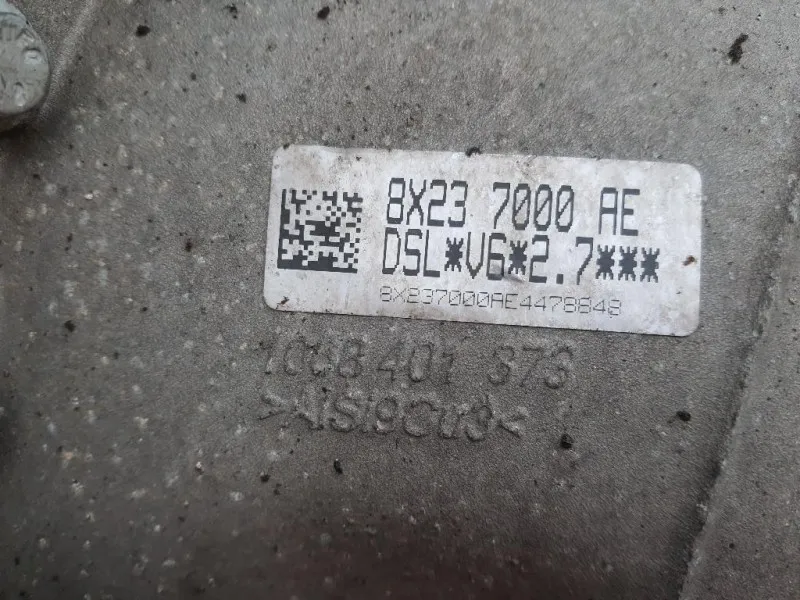 8X23 7000 AE
DSL*V6*2.7***
8X237000AE4478848
1068 401 373
>AlSi9Cu3<